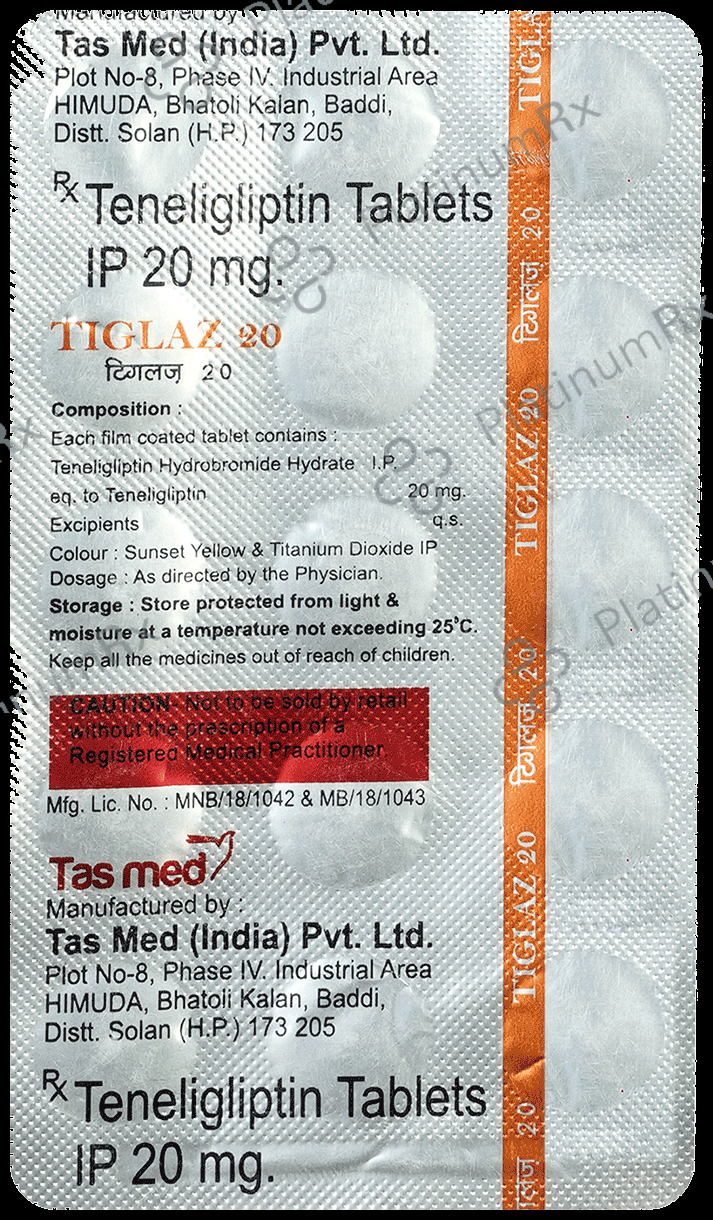 Manufactured by
Tas Med (India) Pvt. Ltd.
Plot No-8, Phase IV. Industrial Area
HIMUDA, Bhatoli Kalan, Baddi,
Distt. Solan (H.P.) 173 205
Rx Teneligliptin Tablets
IP 20 mg.
TIGLAZ 20
टिगलज़ 20
Composition :
Each film coated tablet contains :
Teneligliptin Hydrobromide Hydrate I.P.
eq. to Teneligliptin 20 mg.
Excipients q.s.
Colour : Sunset Yellow & Titanium Dioxide IP
Dosage : As directed by the Physician.
Storage : Store protected from light &
moisture at a temperature not exceeding 25°C.
Keep all the medicines out of reach of children.
CAUTION- Not to be sold by retail
without the prescription of a
Registered Medical Practitioner
Mfg. Lic. No. : MNB/18/1042 & MB/18/1043
Tas med
Manufactured by :
Tas Med (India) Pvt. Ltd.
Plot No-8, Phase IV. Industrial Area
HIMUDA, Bhatoli Kalan, Baddi,
Distt. Solan (H.P.) 173 205
Rx Teneligliptin Tablets
IP 20 mg.
TIGLA
टिगलज़ 20
TIGLAZ 20
टिगलज़ 20
TIGLAZ 20
गलज़ 20
PlatinumRx
PlatinumRx
Platin